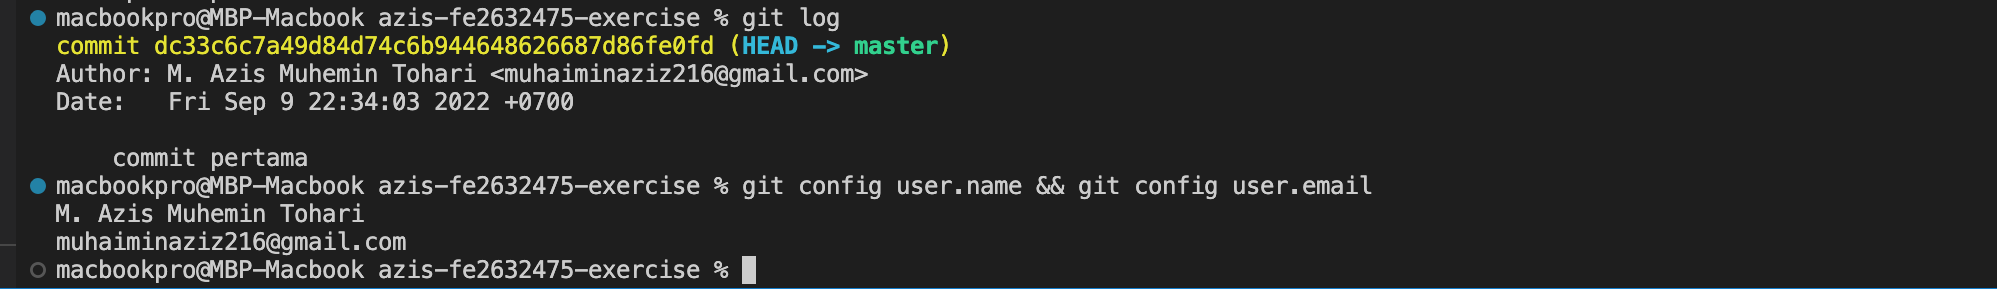 macbookpro@MBP-Macbook azis-fe2632475-exercise % git log
commit dc33c6c7a49d84d74c6b944648626687d86fe0fd (HEAD -> master)
Author: M. Azis Muhemin Tohari <muhaiminaziz216@gmail.com>
Date:   Fri Sep 9 22:34:03 2022 +0700
    commit pertama
macbookpro@MBP-Macbook azis-fe2632475-exercise % git config user.name && git config user.email
M. Azis Muhemin Tohari
muhaiminaziz216@gmail.com
macbookpro@MBP-Macbook azis-fe2632475-exercise %